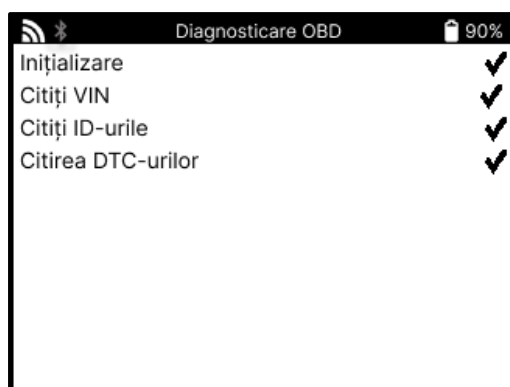 Diagnosticare OBD 90%
Inițializare
Citiți VIN
Citiți ID-urile
Citirea DTC-urilor